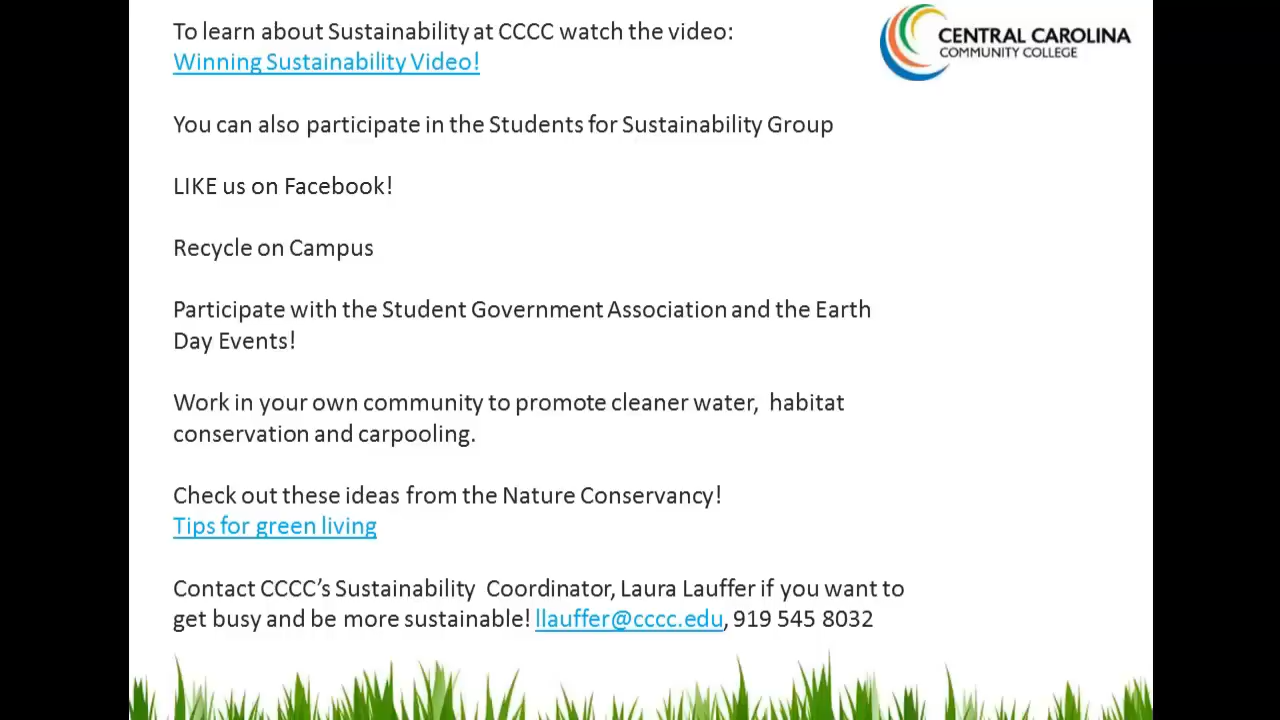 To learn about Sustainability at CCCC watch the video:
Winning Sustainability Video!
CENTRAL CAROLINA
COMMUNITY COLLEGE
You can also participate in the Students for Sustainability Group
LIKE us on Facebook!
Recycle on Campus
Participate with the Student Government Association and the Earth
Day Events!
Work in your own community to promote cleaner water, habitat
conservation and carpooling.
Check out these ideas from the Nature Conservancy!
Tips for green living
Contact CCCC’s Sustainability Coordinator, Laura Lauffer if you want to
get busy and be more sustainable! llauffer@cccc.edu, 919 545 8032